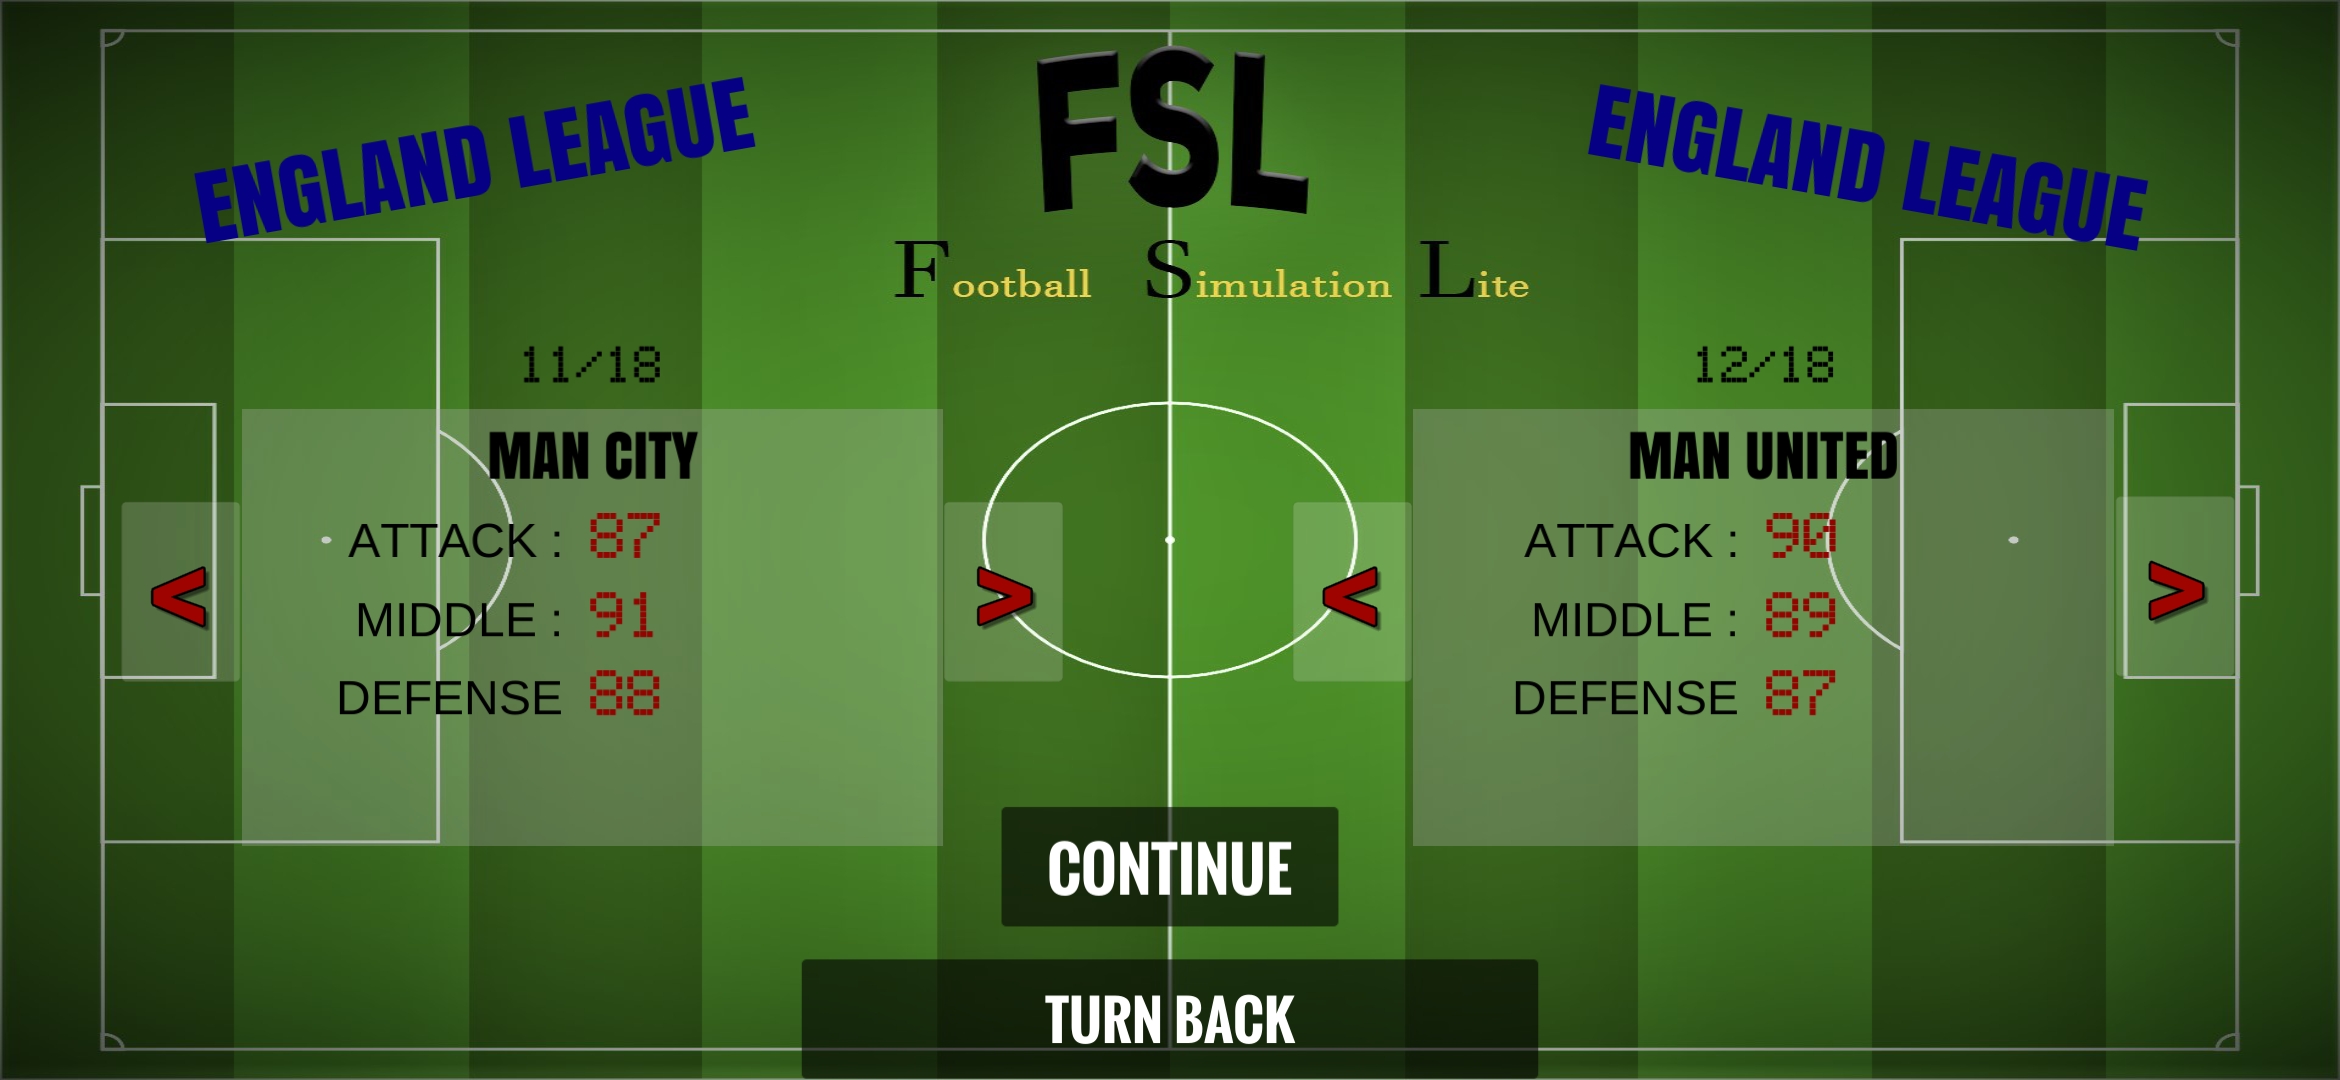 FSL
ENGLAND LEAGUE
ENGLAND LEAGUE
Football Simulation Lite
11/18
MAN CITY
ATTACK : 87
MIDDLE : 91
DEFENSE 88
<
>
12/18
MAN UNITED
ATTACK : 90
MIDDLE : 89
DEFENSE 87
<
>
CONTINUE
TURN BACK